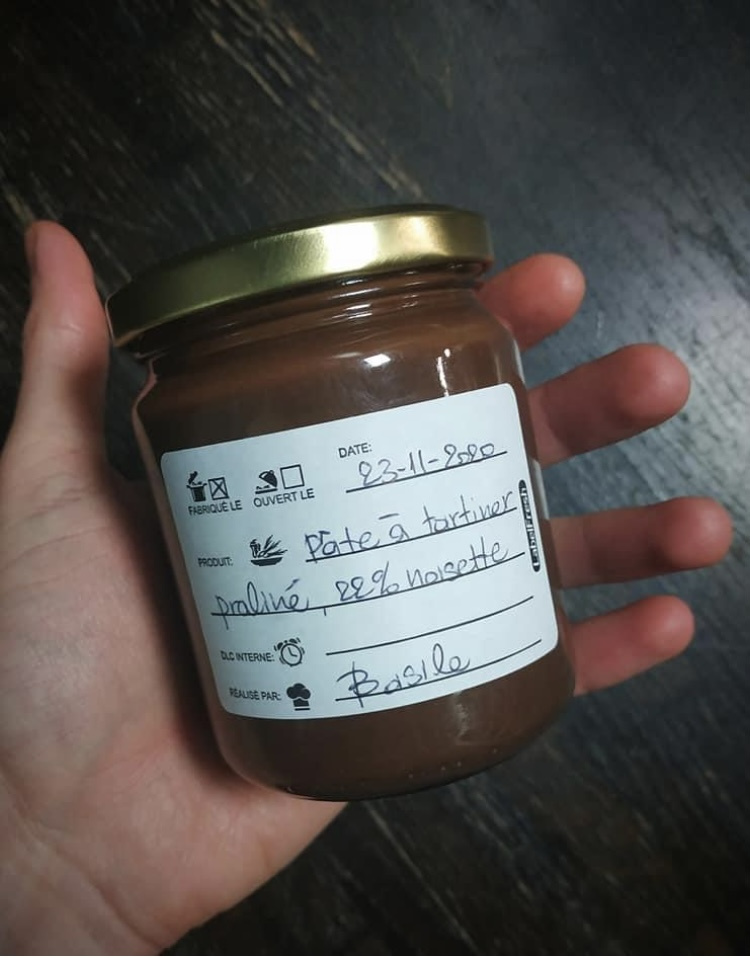 DATE: 23-11-2020
FABRIQUÉ LE OUVERT LE
PRODUIT: Pâte à tartiner
praliné, 22% noisette
DLC INTERNE:
RÉALISÉ PAR: Basile
LabelFresh